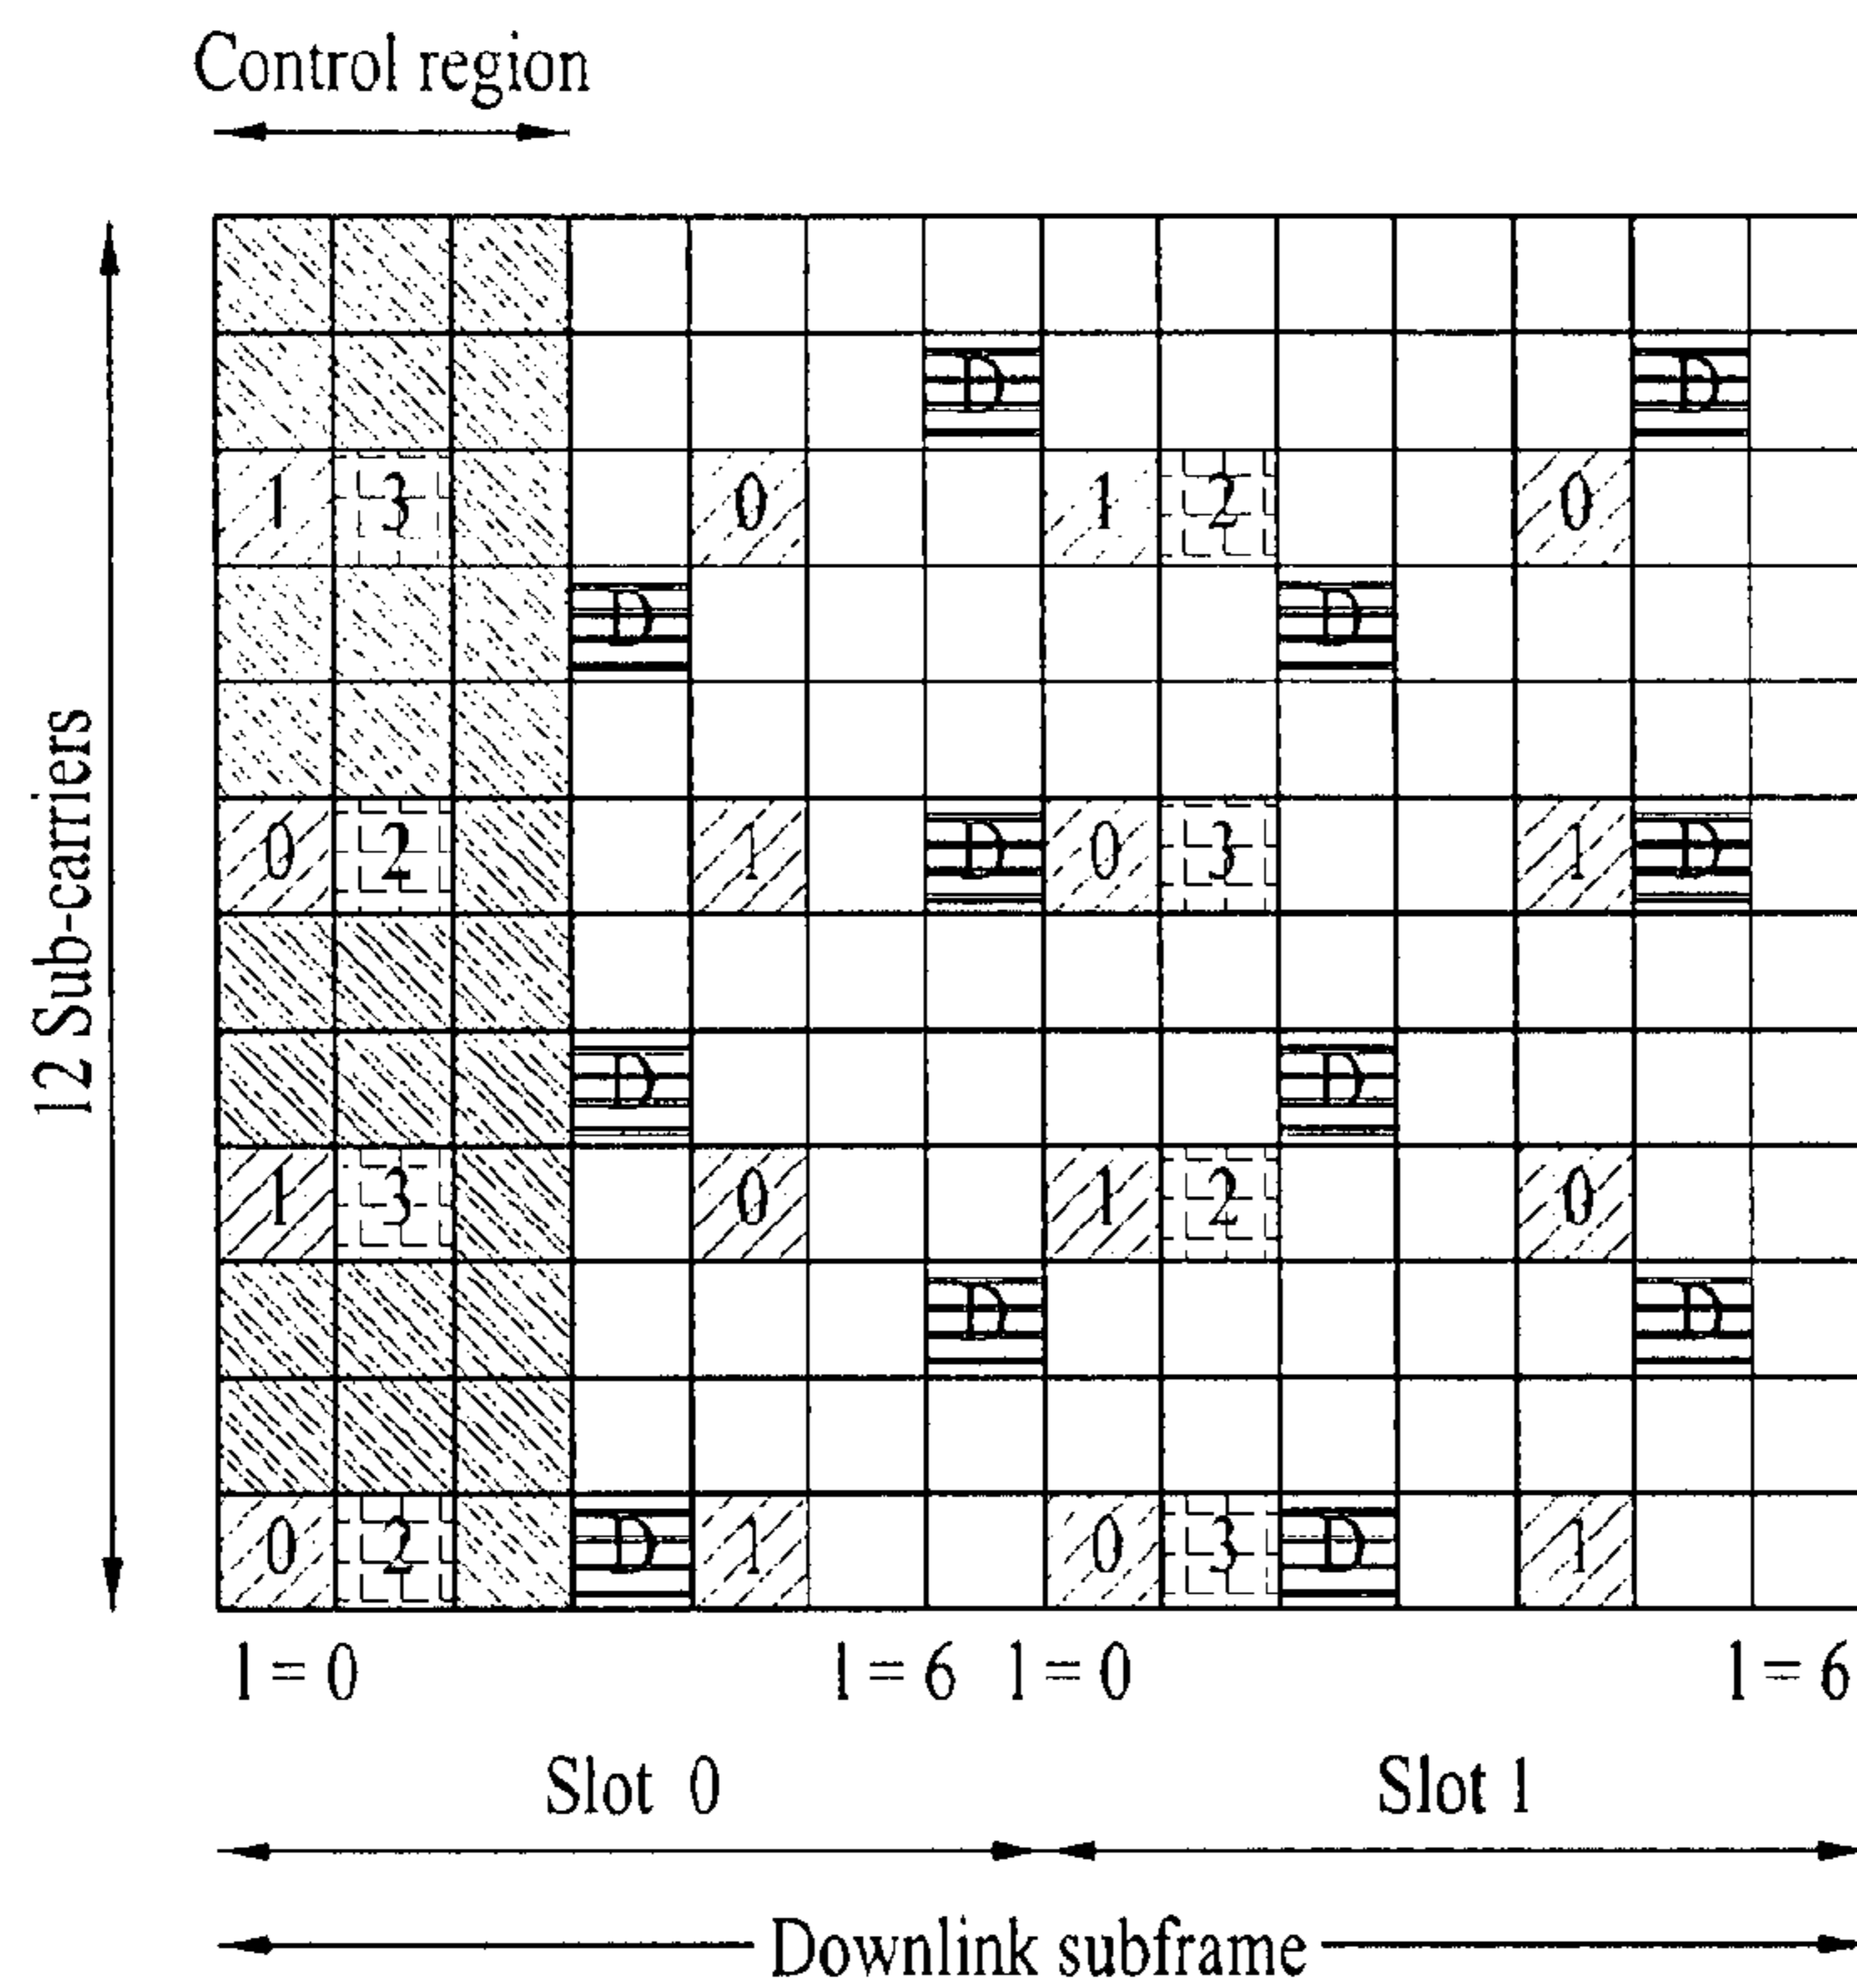 Control region
12 Sub-carriers
D D
1 3 0 1 2 0
D D
0 2 1 D 0 3 1 D
D D
1 3 0 1 2 0
D D
0 2 D 1 0 3 D 1
l = 0 l = 6 l = 0 l = 6
Slot 0 Slot 1
Downlink subframe